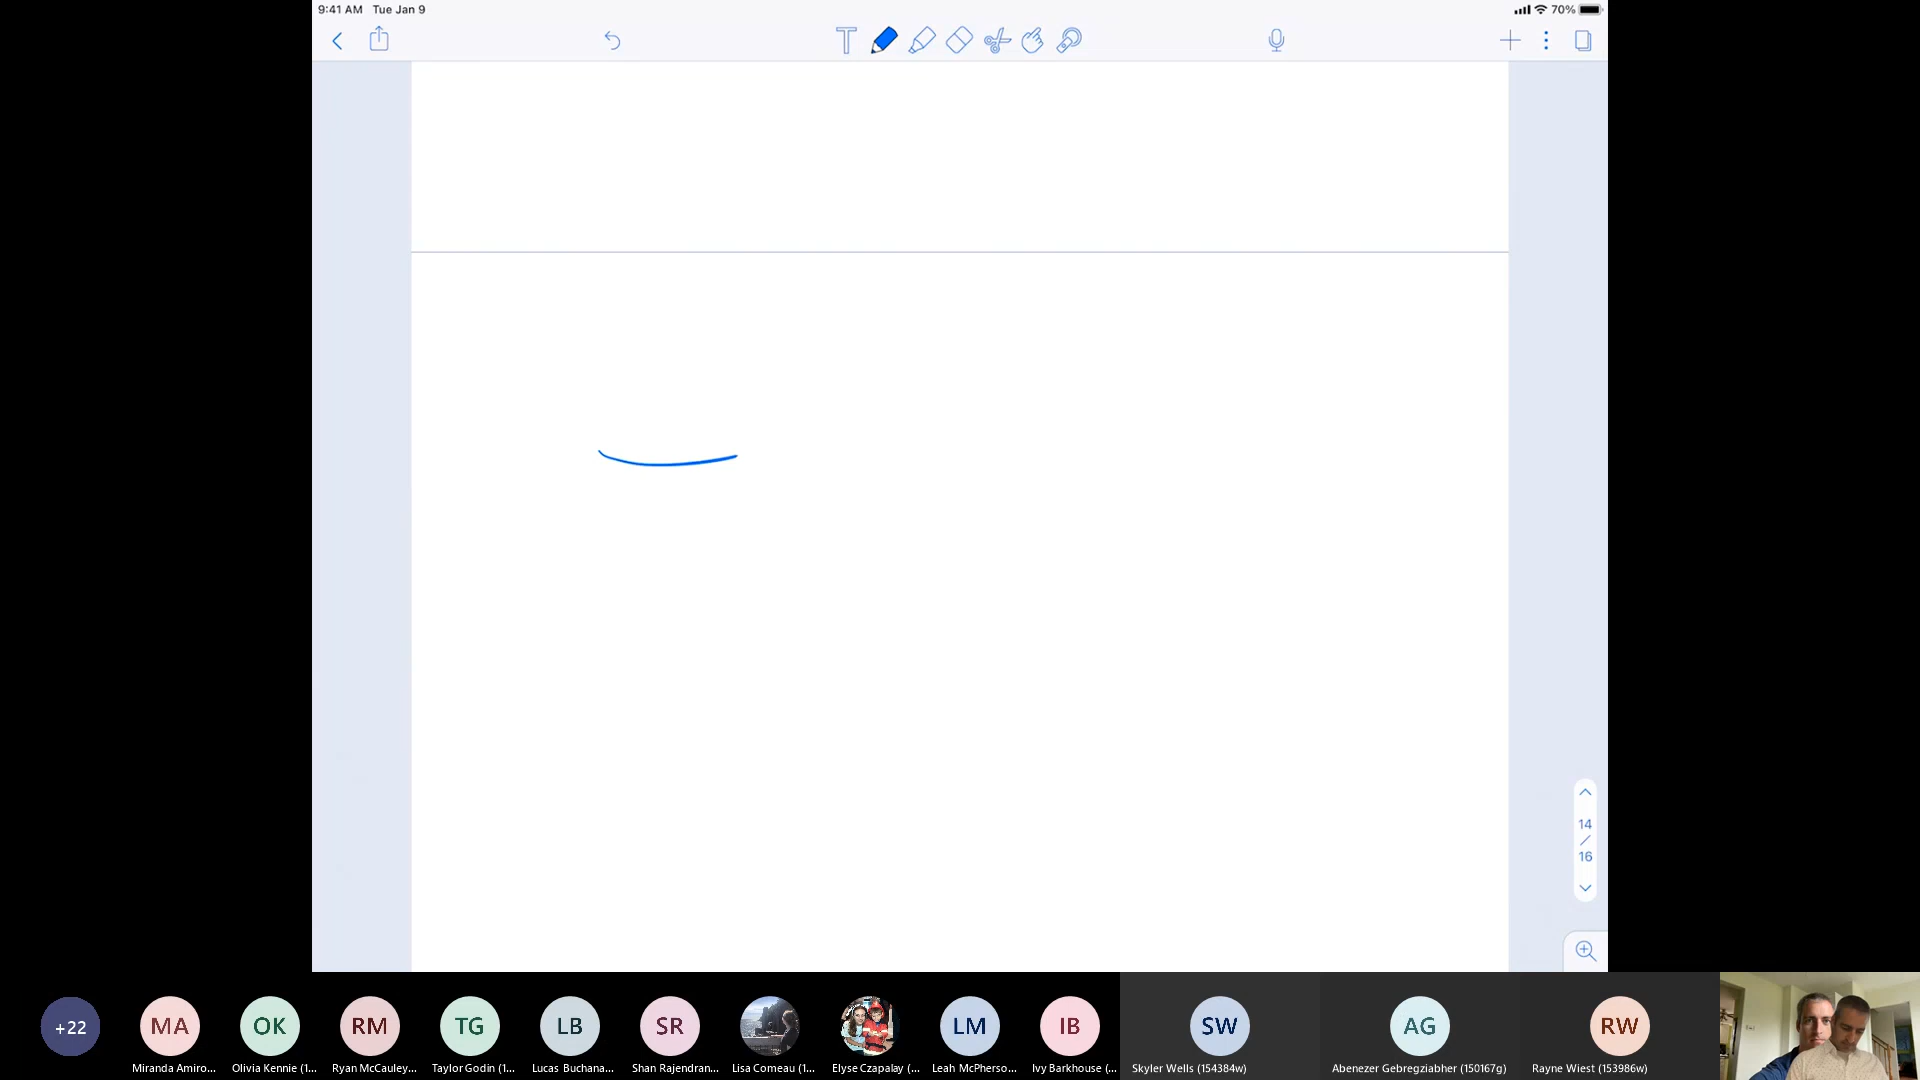 9:41 AM Tue Jan 9
70%
T
14
/
16
+22
MA
OK
RM
TG
LB
SR
LM
IB
SW
AG
RW
Miranda Amiro...
Olivia Kennie (1...
Ryan McCauley...
Taylor Godin (1...
Lucas Buchana...
Shan Rajendran...
Lisa Comeau (1...
Elyse Czapalay (...
Leah McPherso...
Ivy Barkhouse (...
Skyler Wells (154384w)
Abenezer Gebregziabher (150167g)
Rayne Wiest (153986w)